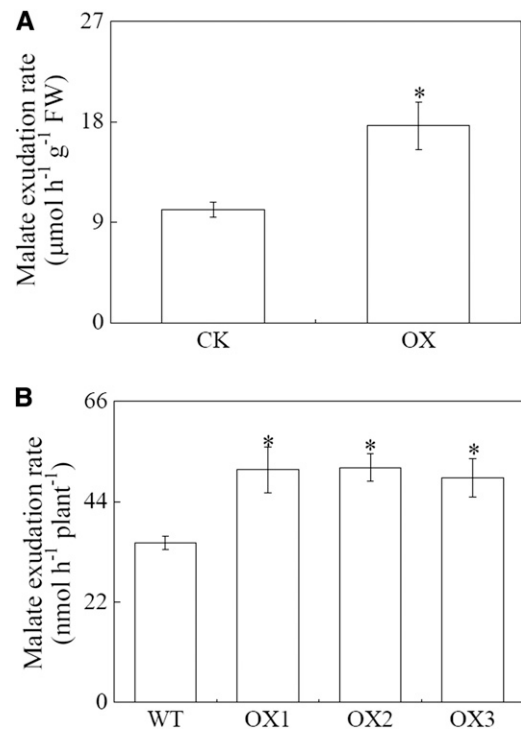 A
Malate exudation rate
(μmol h⁻¹ g⁻¹ FW)
27
18
9
0
*
CK OX
B
Malate exudation rate
(nmol h⁻¹ plant⁻¹)
66
44
22
0
* * *
WT OX1 OX2 OX3